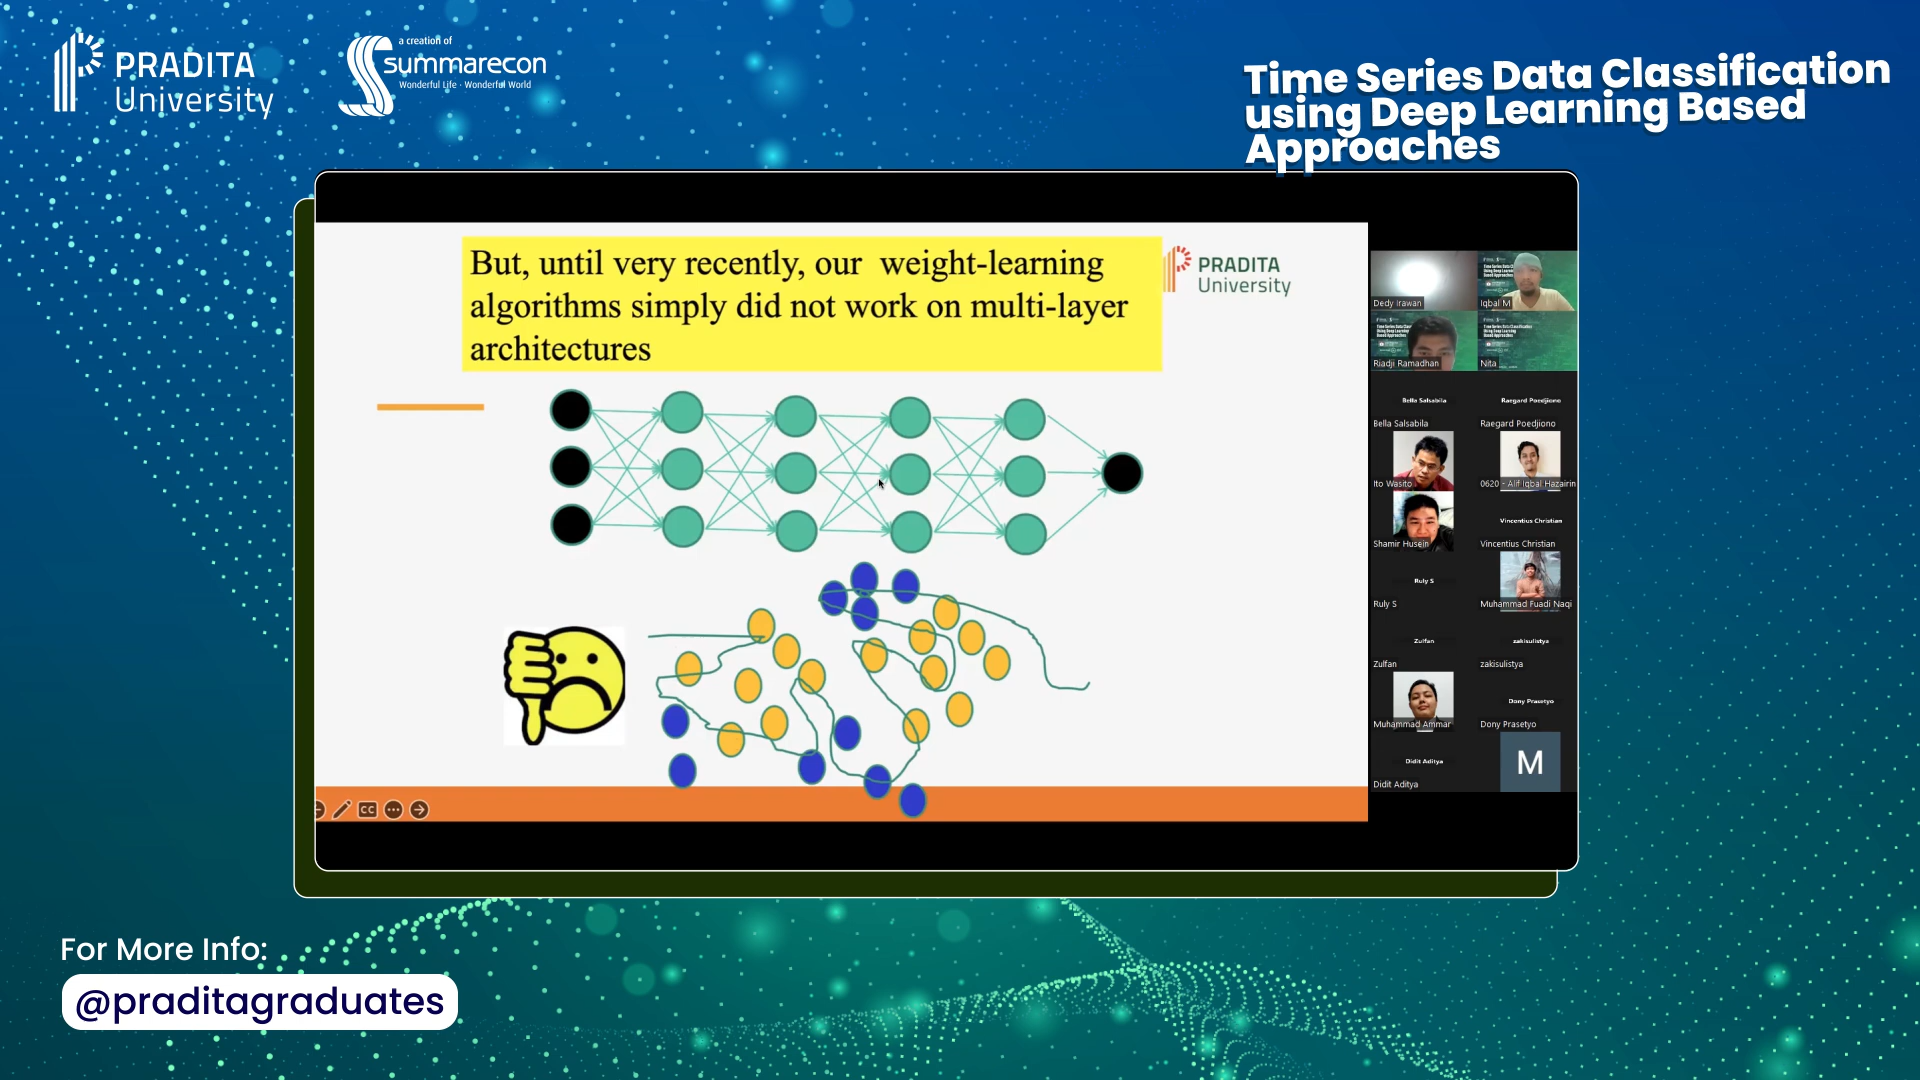 PRADITA
University
a creation of
summarecon
Wonderful Life · Wonderful World
Time Series Data Classification
using Deep Learning Based
Approaches
But, until very recently, our weight-learning
algorithms simply did not work on multi-layer
architectures
PRADITA
University
CC
Dedy Irawan
Iqbal M
Riadji Ramadhan
Nita
Bella Salsabila
Raegard Poedjiono
Bella Salsabila
Raegard Poedjiono
Ito Wasito
0620 - Alif Iqbal Hazairin
Vincentius Christian
Shamir Husein
Vincentius Christian
Ruly S
Ruly S
Muhammad Fuadi Naqi
Zulfan
zakisulistya
Zulfan
zakisulistya
Dony Prasetyo
Muhammad Ammar
Dony Prasetyo
Didit Aditya
M
Didit Aditya
For More Info:
@praditagraduates